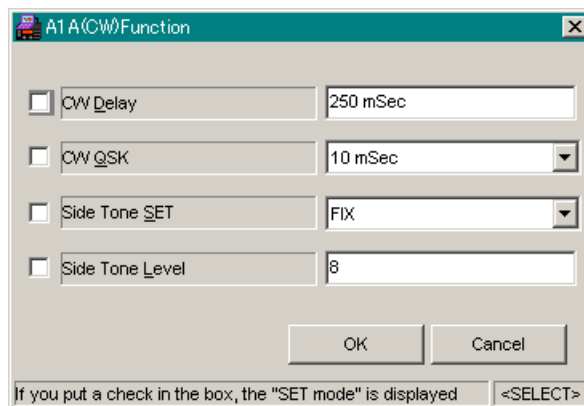 A1A(CW)Function
CW Delay 250 mSec
CW QSK 10 mSec
Side Tone SET FIX
Side Tone Level 8
OK Cancel
If you put a check in the box, the "SET mode" is displayed <SELECT>